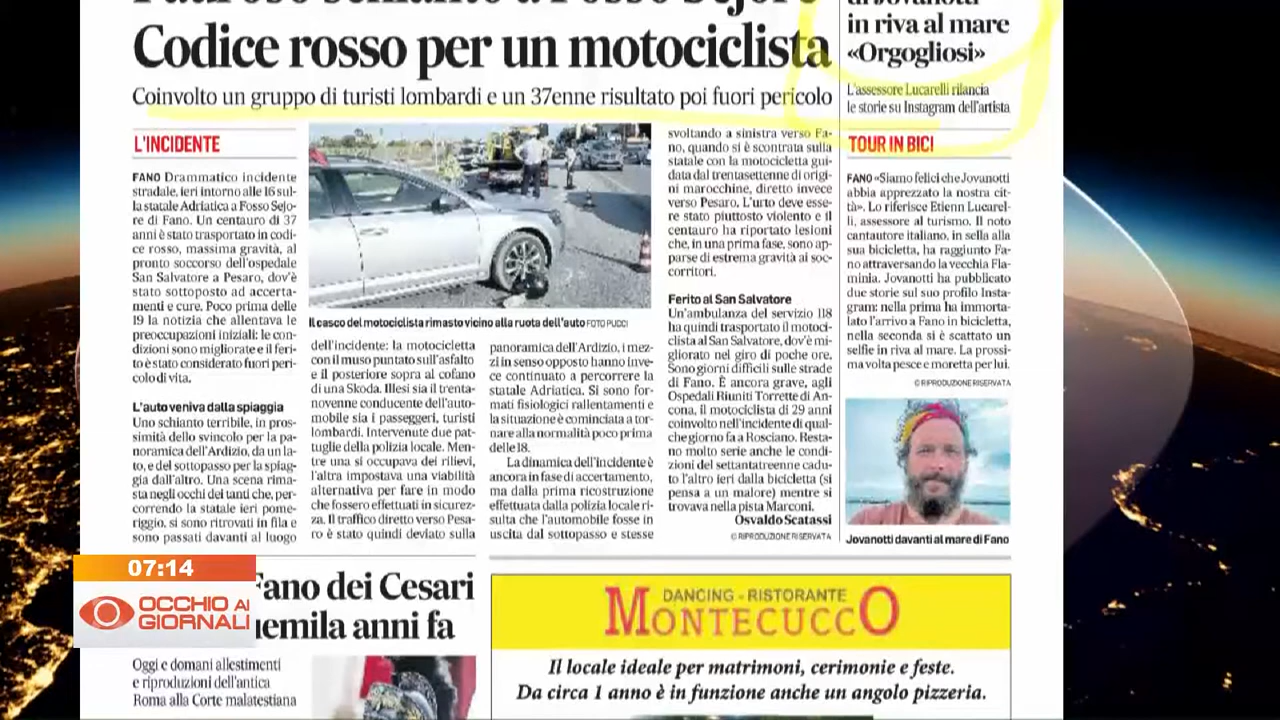 Codice rosso per un motociclista
Coinvolto un gruppo di turisti lombardi e un 37enne risultato poi fuori pericolo
L'INCIDENTE
FANO Drammatico incidente
stradale, ieri intorno alle 16 sul-
la statale Adriatica a Fosso Sejo-
re di Fano. Un centauro di 37
anni è stato trasportato in codi-
ce rosso, massima gravità, al
pronto soccorso dell'ospedale
San Salvatore a Pesaro, dov'è
stato sottoposto ad accerta-
menti e cure. Poco prima delle
19 la notizia che allentava le
preoccupazioni iniziali: le con-
dizioni sono migliorate e il feri-
to è stato considerato fuori peri-
colo di vita.
L'auto veniva dalla spiaggia
Uno schianto terribile, in pros-
simità dello svincolo per la pa-
noramica dell'Ardizio, da un la-
to, e del sottopasso per la spiag-
gia dall'altro. Una scena rima-
sta negli occhi dei tanti che, per-
correndo la statale ieri pome-
riggio, si sono ritrovati in fila e
sono passati davanti al luogo
Il casco del motociclista rimasto vicino alla ruota dell'auto FOTO PUCCI
dell'incidente: la motocicletta
con il muso puntato sull'asfalto
e il posteriore sopra al cofano
di una Skoda. Illesi sia il trenta-
novenne conducente dell'auto-
mobile sia i passeggeri, turisti
lombardi. Intervenute due pat-
tuglie della polizia locale. Men-
tre una si occupava dei rilievi,
l'altra impostava una viabilità
alternativa per fare in modo
che fossero effettuati in sicurez-
za. Il traffico diretto verso Pesa-
ro è stato quindi deviato sulla
panoramica dell'Ardizio, i mez-
zi in senso opposto hanno inve-
ce continuato a percorrere la
statale Adriatica. Si sono for-
mati fisiologici rallentamenti e
la situazione è cominciata a tor-
nare alla normalità poco prima
delle 18.
La dinamica dell'incidente è
ancora in fase di accertamento,
ma dalla prima ricostruzione
effettuata dalla polizia locale ri-
sulta che l'automobile fosse in
uscita dal sottopasso e stesse
svoltando a sinistra verso Fa-
no, quando si è scontrata sulla
statale con la motocicletta gui-
data dal trentasettenne di origi-
ni marocchine, diretto invece
verso Pesaro. L'urto deve esse-
re stato piuttosto violento e il
centauro ha riportato lesioni
che, in una prima fase, sono ap-
parse di estrema gravità ai soc-
corritori.
Ferito al San Salvatore
Un'ambulanza del servizio 118
ha quindi trasportato il motoci-
clista al San Salvatore, dov'è mi-
gliorato nel giro di poche ore.
Sono giorni difficili sulle strade
di Fano. È ancora grave, agli
Ospedali Riuniti Torrette di An-
cona, il motociclista di 29 anni
coinvolto nell'incidente di qual-
che giorno fa a Rosciano. Resta-
no molto serie anche le condi-
zioni del settantatreenne cadu-
to l'altro ieri dalla bicicletta (si
pensa a un malore) mentre si
trovava nella pista Marconi.
Osvaldo Scatassi
© RIPRODUZIONE RISERVATA
di Jovanotti
in riva al mare
«Orgogliosi»
L'assessore Lucarelli rilancia
le storie su Instagram dell'artista
TOUR IN BICI
FANO «Siamo felici che Jovanotti
abbia apprezzato la nostra cit-
tà». Lo riferisce Etienn Lucarel-
li, assessore al turismo. Il noto
cantautore italiano, in sella alla
sua bicicletta, ha raggiunto Fa-
no attraversando la vecchia Fla-
minia. Jovanotti ha pubblicato
due storie sul suo profilo Insta-
gram: nella prima ha immorta-
lato l'arrivo a Fano in bicicletta,
nella seconda si è scattato un
selfie in riva al mare. La prossi-
ma volta pesce e moretta per lui.
© RIPRODUZIONE RISERVATA
Jovanotti davanti al mare di Fano
07:14
OCCHIO AI
GIORNALI
Fano dei Cesari
uemila anni fa
Oggi e domani allestimenti
e riproduzioni dell'antica
Roma alla Corte malatestiana
DANCING - RISTORANTE
MONTECUCCO
Il locale ideale per matrimoni, cerimonie e feste.
Da circa 1 anno è in funzione anche un angolo pizzeria.